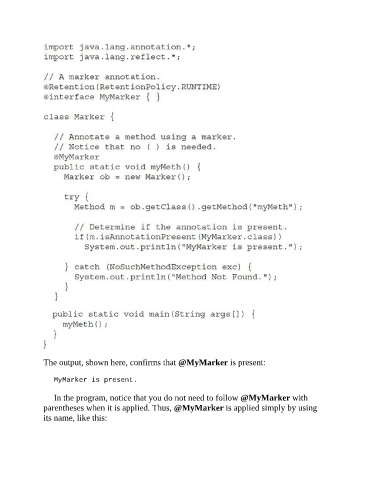 import java.lang.annotation.*;
import java.lang.reflect.*;
// A marker annotation.
@Retention(RetentionPolicy.RUNTIME)
@interface MyMarker { }
class Marker {
// Annotate a method using a marker.
// Notice that no ( ) is needed.
@MyMarker
public static void myMeth() {
Marker ob = new Marker();
try {
Method m = ob.getClass().getMethod("myMeth");
// Determine if the annotation is present.
if(m.isAnnotationPresent(MyMarker.class))
System.out.println("MyMarker is present.");
} catch (NoSuchMethodException exc) {
System.out.println("Method Not Found.");
}
}
public static void main(String args[]) {
myMeth();
}
}
The output, shown here, confirms that @MyMarker is present:
MyMarker is present.
In the program, notice that you do not need to follow @MyMarker with
parentheses when it is applied. Thus, @MyMarker is applied simply by using
its name, like this: